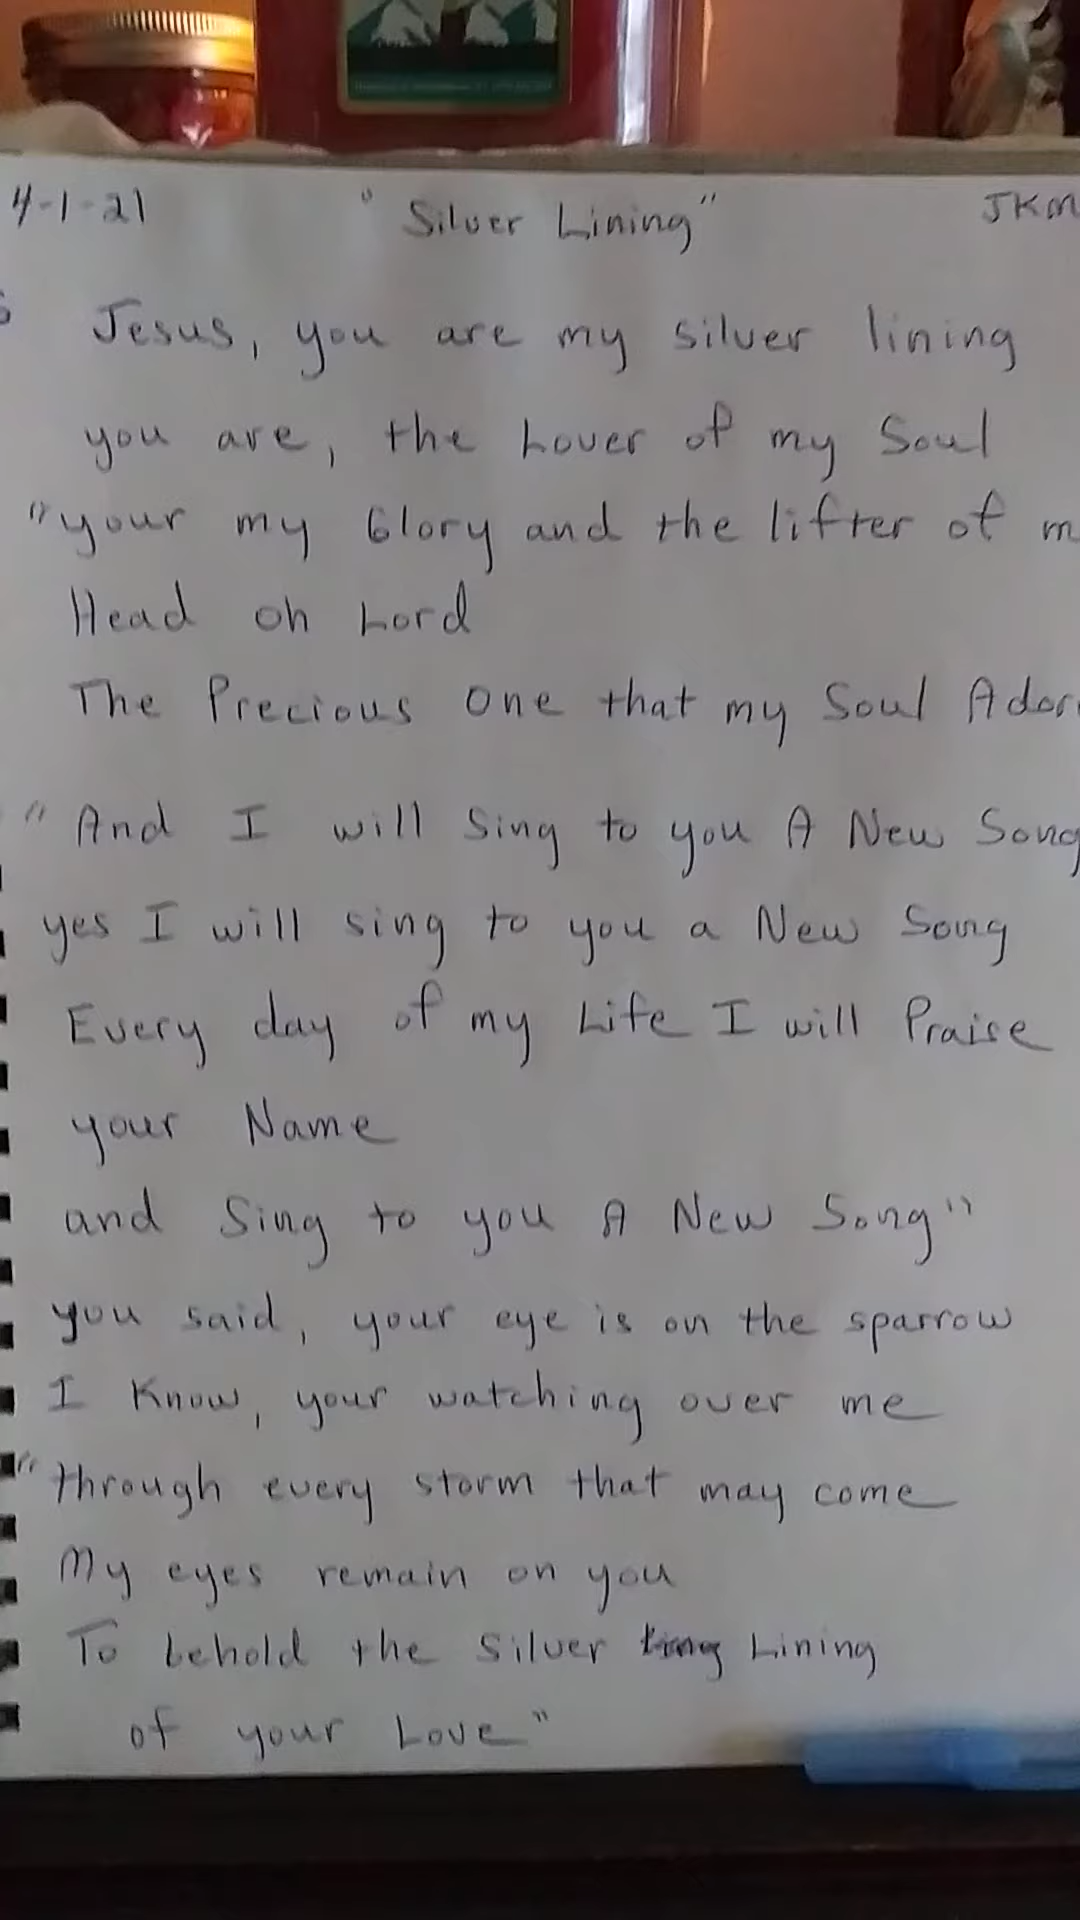 4-1-21 "Silver Lining" JKM
Jesus, you are my silver lining
you are, the Lover of my Soul
"your my Glory and the lifter of m
Head oh Lord
The Precious One that my Soul Ador
"And I will Sing to you A New Song
yes I will sing to you a New Song
Every day of my Life I will Praise
your Name
and Sing to you A New Song"
you said, your eye is on the sparrow
I Know, your watching over me
"through every storm that may come
My eyes remain on you
To behold the Silver Lining
of your Love"